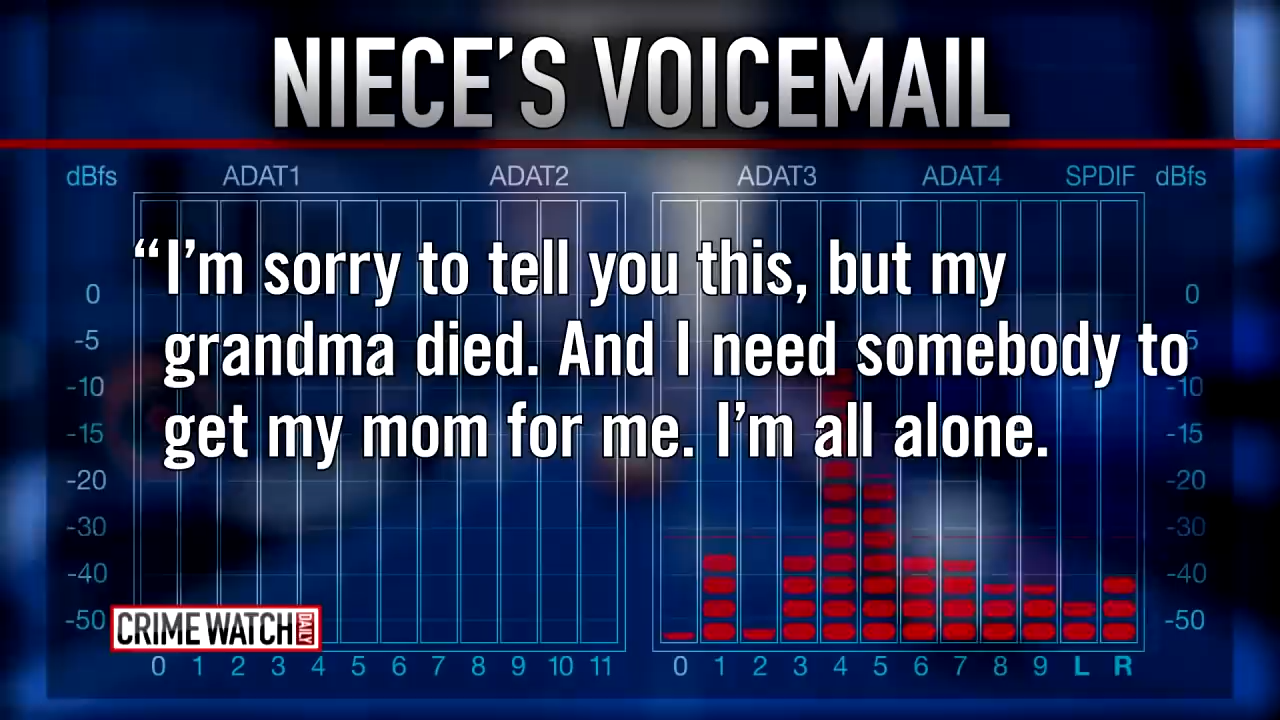 NIECE'S VOICEMAIL
dBfs ADAT1 ADAT2 ADAT3 ADAT4 SPDIF dBfs
“I'm sorry to tell you this, but my
0 0
-5 5
grandma died. And I need somebody to
-10 -10
get my mom for me. I'm all alone.
-15 -15
-20 -20
-30 -30
-40 -40
-50 -50
CRIME WATCH DAILY
0 1 2 3 4 5 6 7 8 9 10 11 0 1 2 3 4 5 6 7 8 9 L R